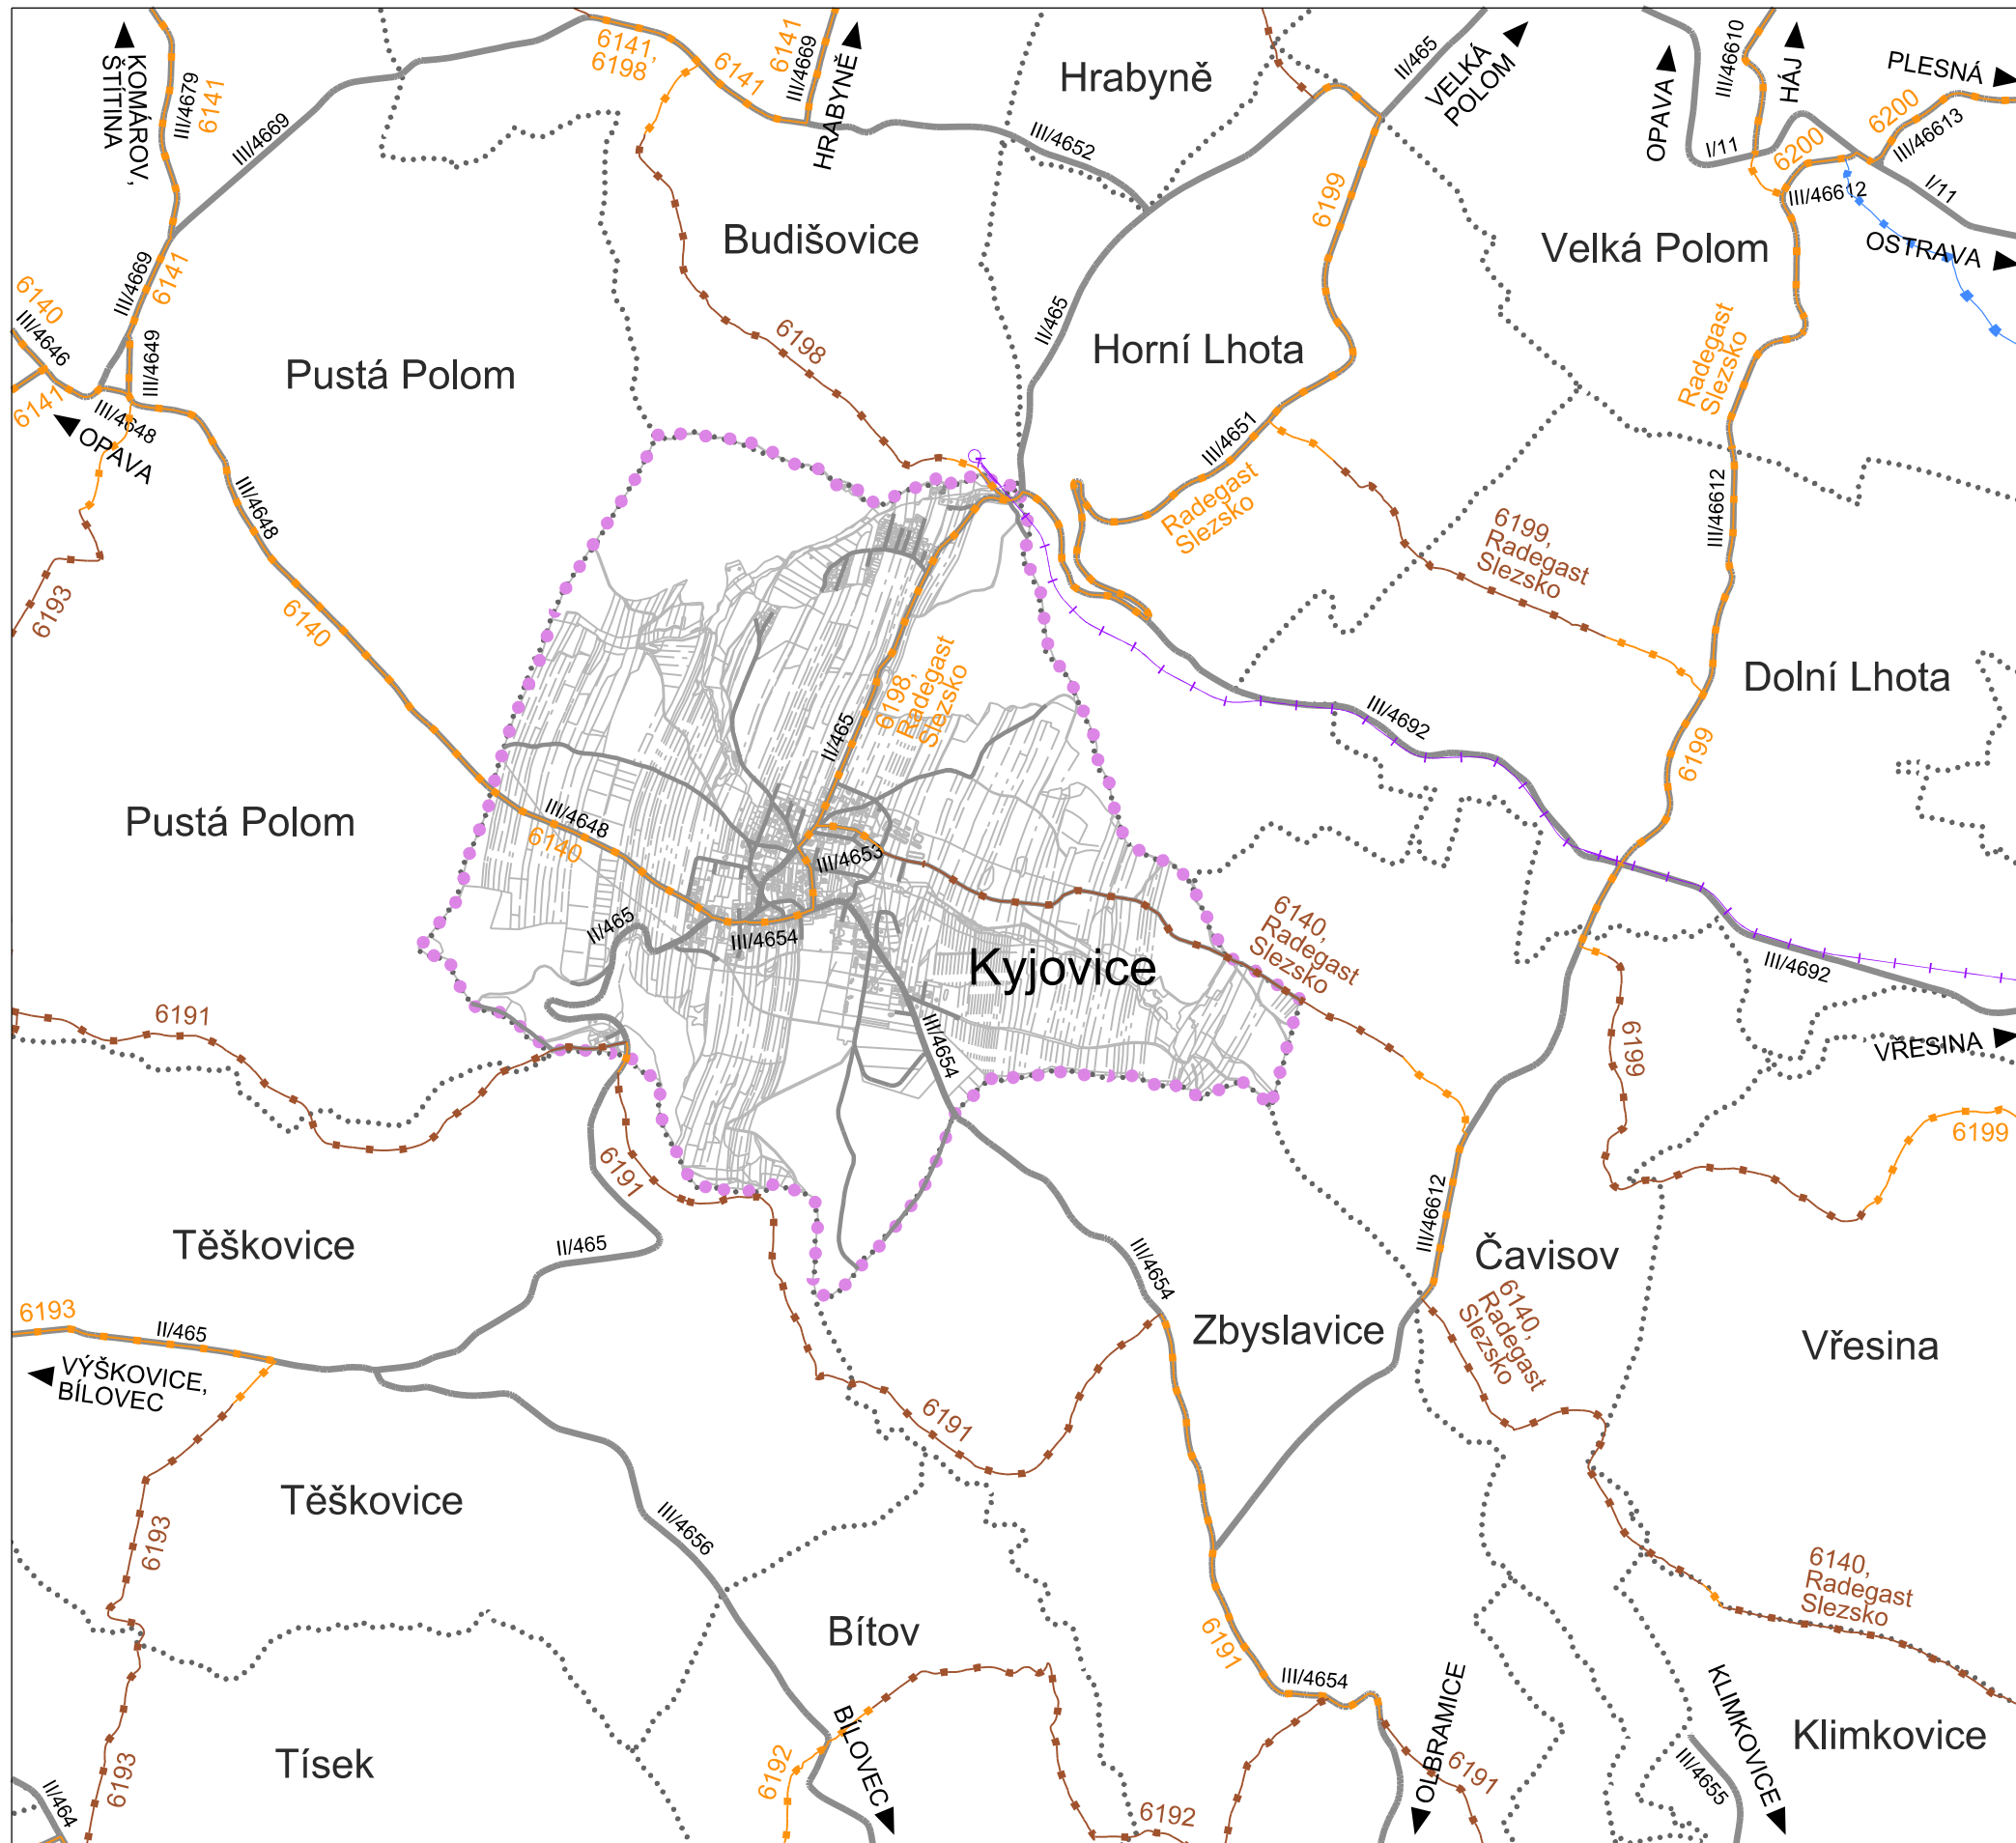 KOMÁROV,
ŠTÍTINA
III/4679
6141
III/4669
6141,
6198
6141
6141
III/4669
HRABYNĚ
Hrabyně
III/4652
II/465
VELKÁ
POLOM
OPAVA
I/11
III/46610
HÁJ
PLESNÁ
6200
III/46613
6200
III/46612
I/11
OSTRAVA
Budišovice
6199
Velká Polom
III/4669
6141
6140
III/4646
III/4649
6141
III/4648
OPAVA
Pustá Polom
6198
II/465
Horní Lhota
Radegast
Slezsko
III/4651
Radegast
Slezsko
III/4648
6193
6140
6199,
Radegast
Slezsko
III/46612
Dolní Lhota
6198,
Radegast
Slezsko
II/465
III/4692
6199
Pustá Polom
III/4648
6140
III/4653
II/465
III/4654
Kyjovice
6140,
Radegast
Slezsko
III/4692
6191
III/4654
6199
VŘESINA
6199
6191
Těškovice
II/465
III/4654
III/46612
Čavisov
6140,
Radegast
Slezsko
Zbyslavice
Vřesina
6193
II/465
VÝŠKOVICE,
BÍLOVEC
6191
Těškovice
6193
III/4656
6140,
Radegast
Slezsko
Bítov
6191
III/4654
OLBRAMICE
KLIMKOVICE
Klimkovice
III/4655
Tísek
6193
II/464
6192
BÍLOVEC
6192
6191